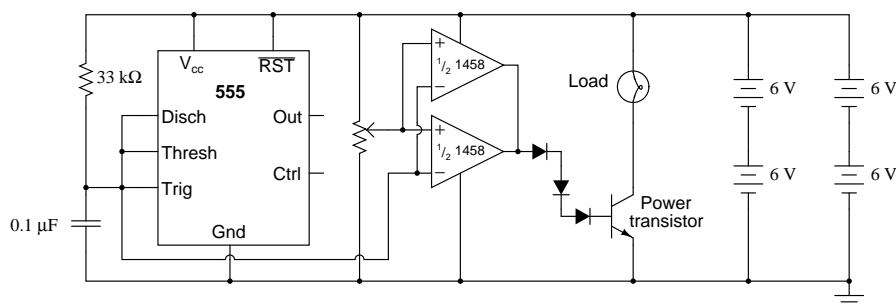 33 kΩ
V_cc
RST
555
Disch
Out
Thresh
Trig
Ctrl
Gnd
0.1 μF
+
1/2 1458
−
+
1/2 1458
−
Load
Power
transistor
6 V
6 V
6 V
6 V